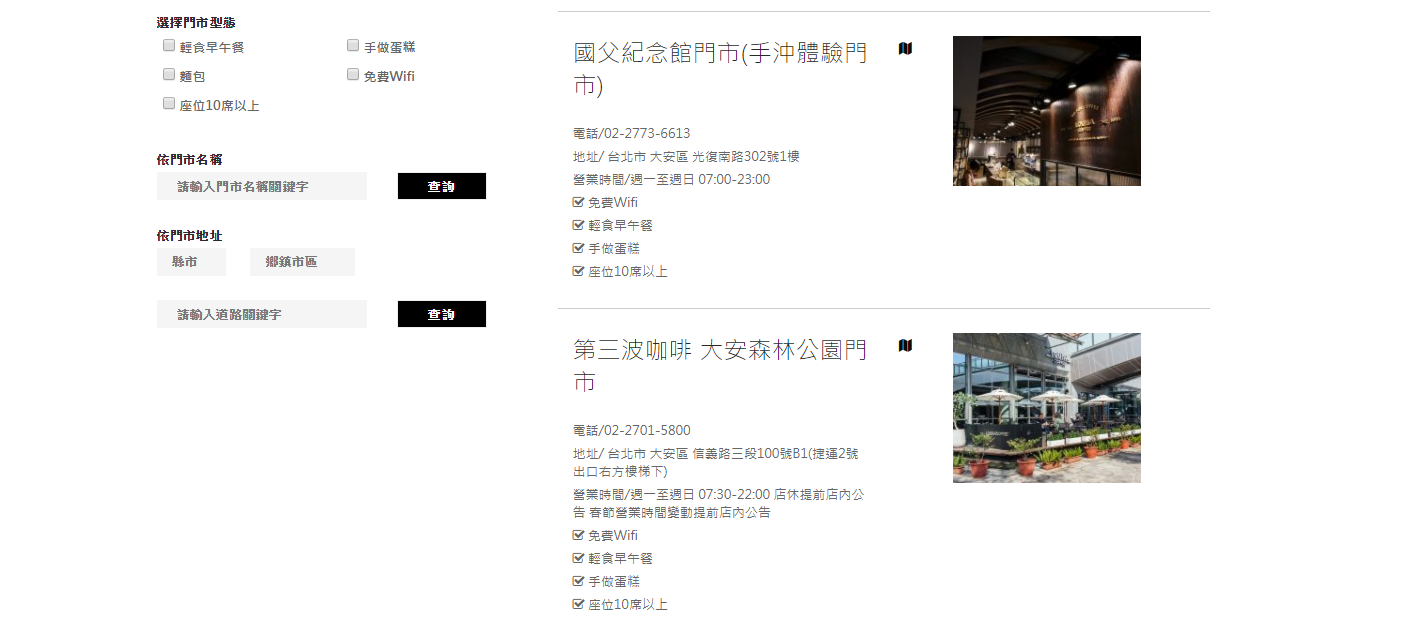 選擇門市型態
輕食早午餐
手做蛋糕
麵包
免費Wifi
座位10席以上
依門市名稱
請輸入門市名稱關鍵字
查詢
依門市地址
縣市
鄉鎮市區
請輸入道路關鍵字
查詢
國父紀念館門市(手沖體驗門
市)
電話/02-2773-6613
地址/ 台北市 大安區 光復南路302號1樓
營業時間/週一至週日 07:00-23:00
免費Wifi
輕食早午餐
手做蛋糕
座位10席以上
第三波咖啡 大安森林公園門
市
電話/02-2701-5800
地址/ 台北市 大安區 信義路三段100號B1(捷運2號
出口右方樓梯下)
營業時間/週一至週日 07:30-22:00 店休提前店內公
告 春節營業時間變動提前店內公告
免費Wifi
輕食早午餐
手做蛋糕
座位10席以上